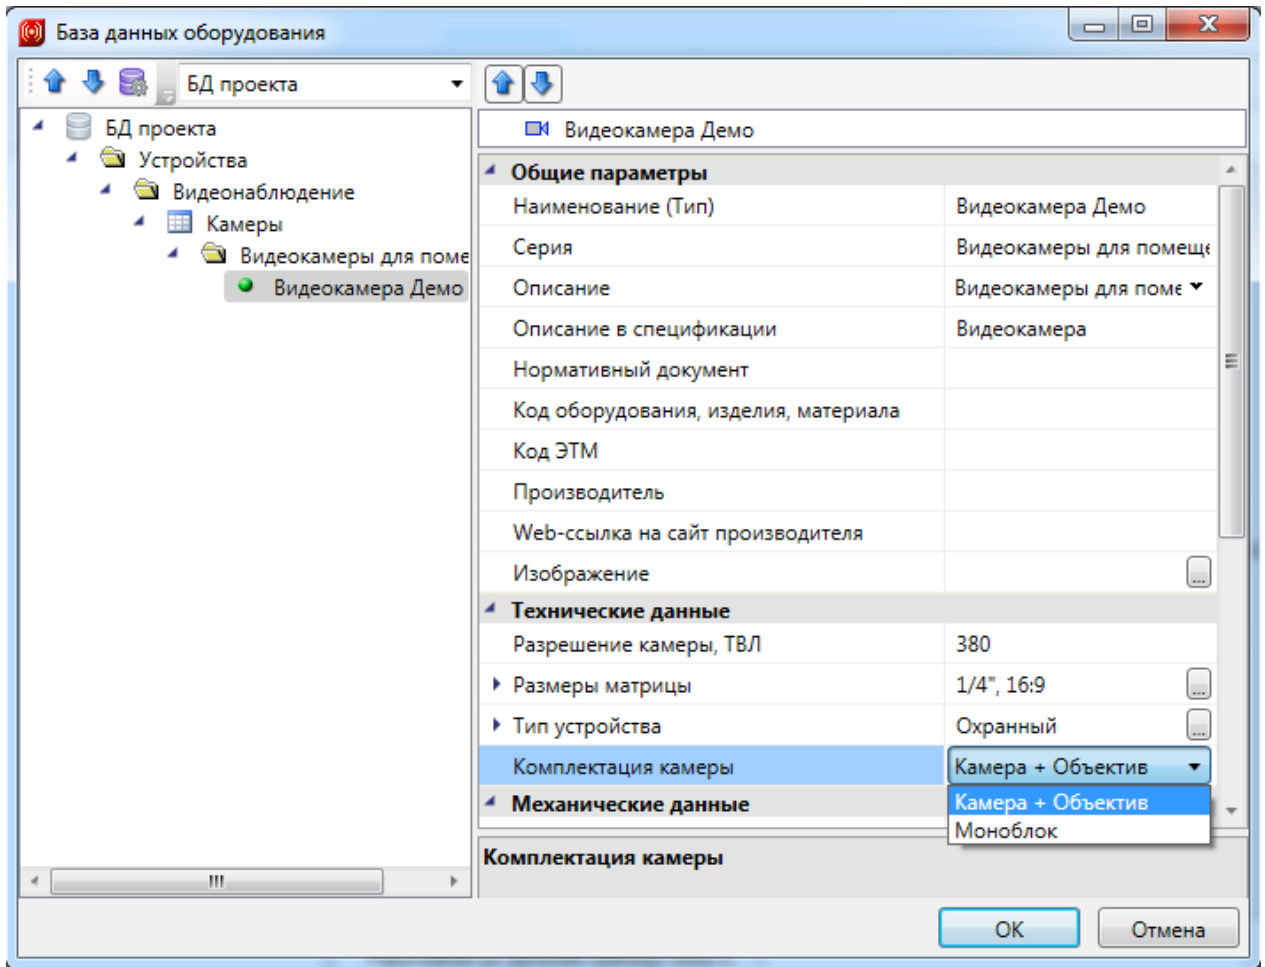 База данных оборудования
БД проекта
БД проекта
Устройства
Видеонаблюдение
Камеры
Видеокамеры для поме
Видеокамера Демо
Видеокамера Демо
Общие параметры
Наименование (Тип) Видеокамера Демо
Серия Видеокамеры для помеще
Описание Видеокамеры для поме
Описание в спецификации Видеокамера
Нормативный документ
Код оборудования, изделия, материала
Код ЭТМ
Производитель
Web-ссылка на сайт производителя
Изображение ...
Технические данные
Разрешение камеры, ТВЛ 380
Размеры матрицы 1/4", 16:9 ...
Тип устройства Охранный ...
Комплектация камеры Камера + Объектив
Камера + Объектив
Моноблок
Механические данные
Комплектация камеры
OK Отмена